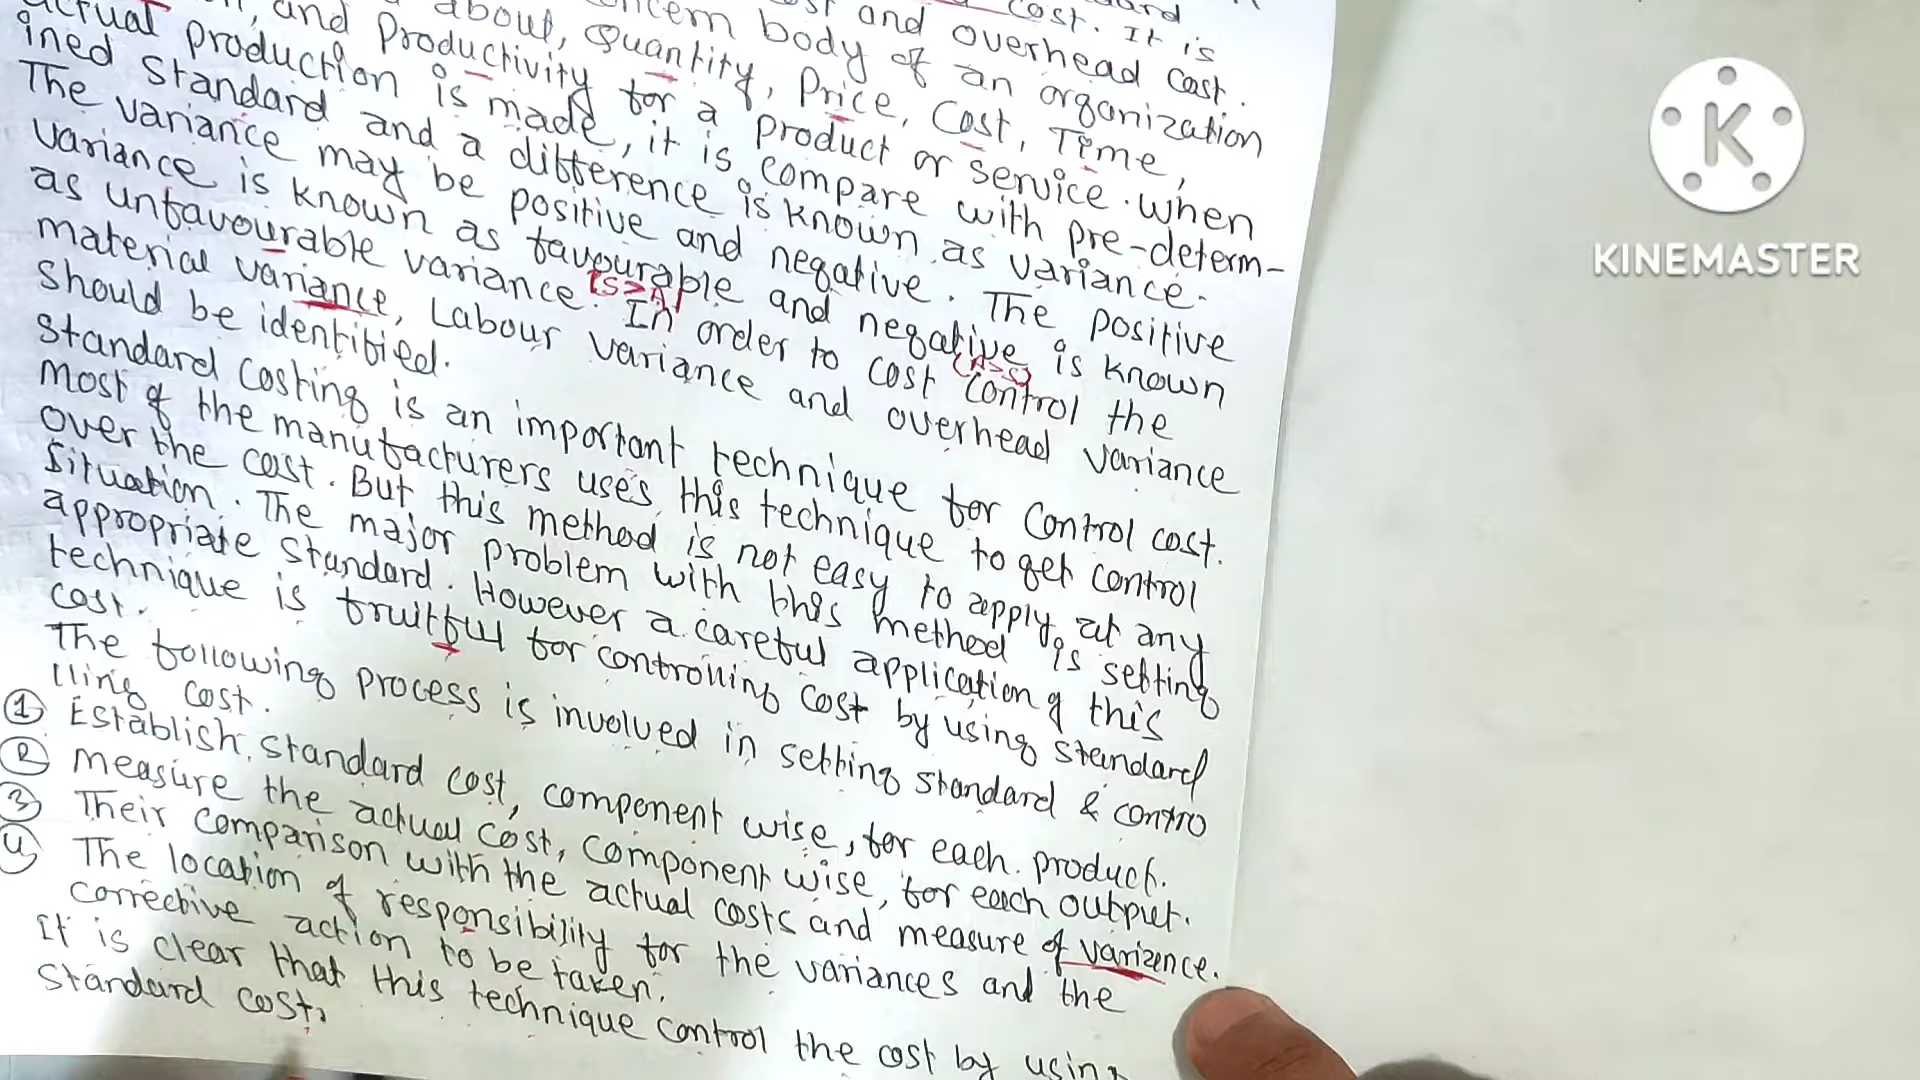 cost. It is
and overhead cast.
about, concern body of an organization
and Productivity Quantity, Price, Cost, Time,
actual production is made, for a product or service. when
ined standard and a difference, it is compare with pre-determ-
The variance may be positive is known as variance.
variance is known as favourable and negative. The positive
[S>A]
as unfavourable variance. In order and negative is known
(A>S)
material variance, Labour variance to cost control the
should be identified. and overhead variance
Standard Costing is an important technique for control cost.
most of the manufacturers uses this technique to get control
over the cost. But this method is not easy to apply at any
situation. The major problem with this method is setting
appropriate standard. However a careful application of this
technique is fruitful for controlling cost by using standard
cost.
The following process is involved in setting standard & contro
lling cost.
① Establish standard cost, component wise, for each product.
② measure the actual cost, component wise, for each output.
③ Their comparison with the actual costs and measure of varience.
④ The location of responsibility for the variances and the
corrective action to be taken.
It is clear that this technique control the cost by using
standard cost.
K
KINEMASTER